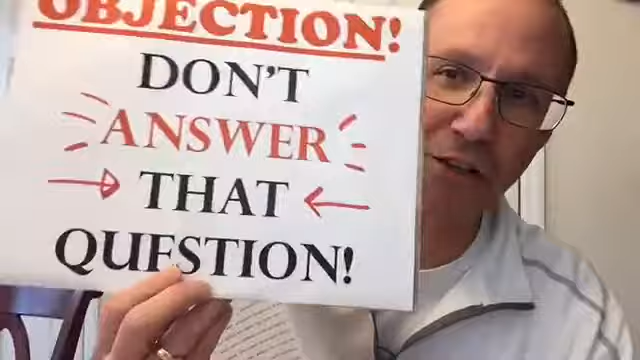 OBJECTION!
DON'T
ANSWER
THAT
QUESTION!